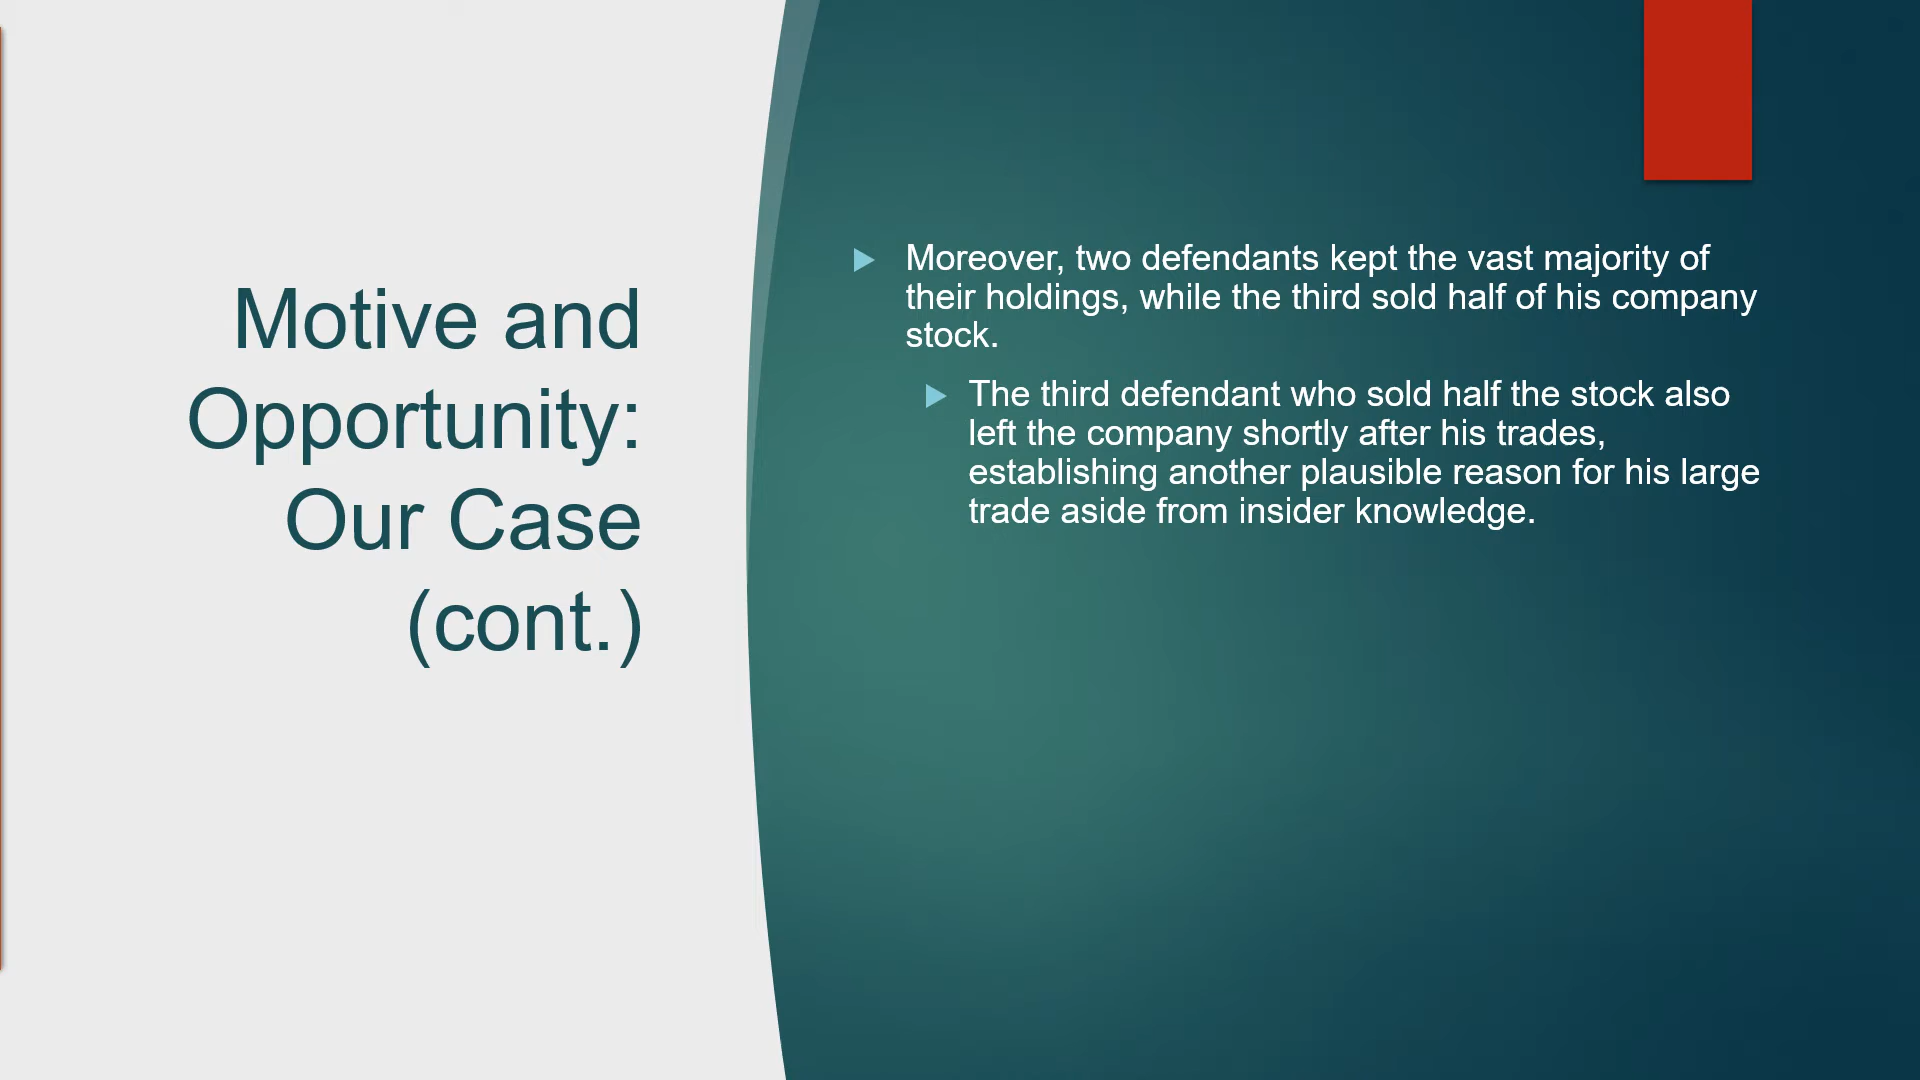 Motive and
Opportunity:
Our Case
(cont.)
Moreover, two defendants kept the vast majority of
their holdings, while the third sold half of his company
stock.
The third defendant who sold half the stock also
left the company shortly after his trades,
establishing another plausible reason for his large
trade aside from insider knowledge.